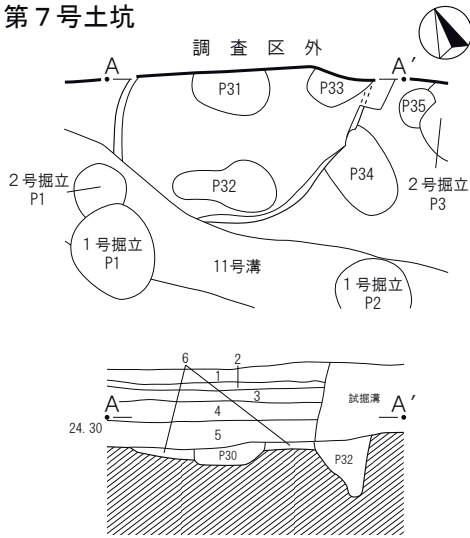 第７号土坑
調 査 区 外
A
A′
P31
P33
P35
P32
P34
２号掘立
P1
２号掘立
P3
１号掘立
P1
11号溝
１号掘立
P2
6
2
1
3
試掘溝
A
4
A′
24.30
5
P30
P32